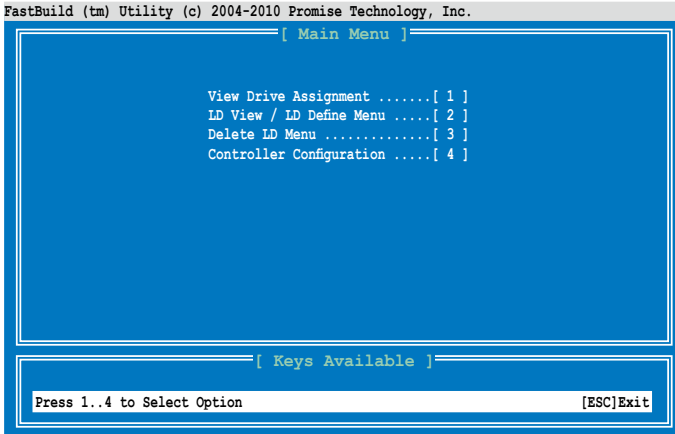 FastBuild (tm) Utility (c) 2004-2010 Promise Technology, Inc.
[ Main Menu ]
View Drive Assignment .......[ 1 ]
LD View / LD Define Menu .....[ 2 ]
Delete LD Menu ..............[ 3 ]
Controller Configuration .....[ 4 ]
[ Keys Available ]
Press 1..4 to Select Option [ESC]Exit